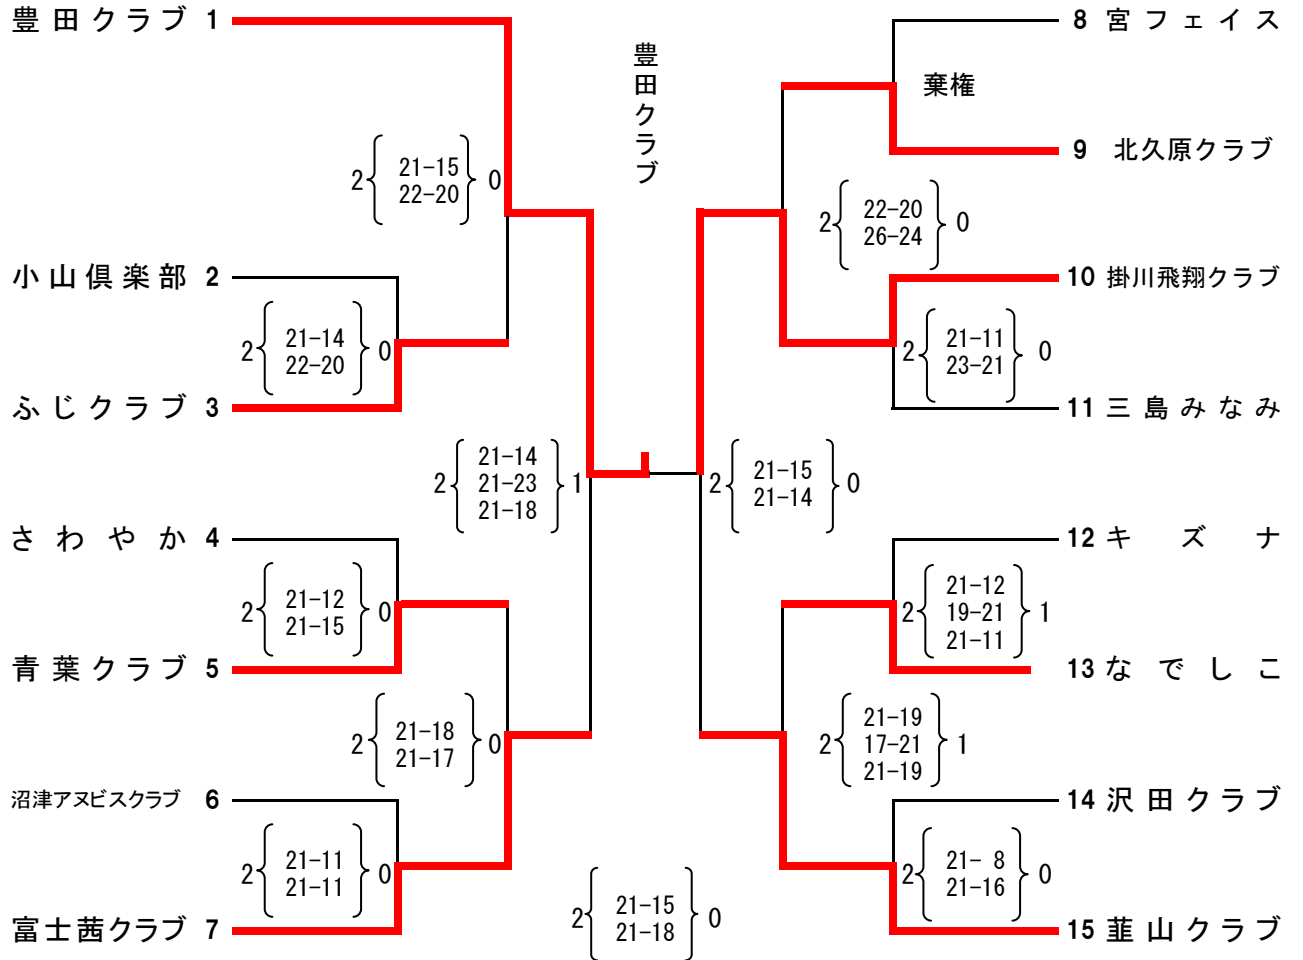 豊田クラブ 1
小山倶楽部 2
ふじクラブ 3
さわやか 4
青葉クラブ 5
沼津アヌビスクラブ 6
富士茜クラブ 7
2 21-15 0
22-20
2 21-14 0
22-20
2 21-14 1
21-23
21-18
2 21-12 0
21-15
2 21-18 0
21-17
2 21-11 0
21-11
豊田クラブ
2 21-15 0
21-18
8 宮フェイス
棄権
9 北久原クラブ
2 22-20 0
26-24
10 掛川飛翔クラブ
2 21-11 0
23-21
11 三島みなみ
2 21-15 0
21-14
12 キズナ
2 21-12 1
19-21
21-11
13 なでしこ
2 21-19 1
17-21
21-19
14 沢田クラブ
2 21- 8 0
21-16
15 韮山クラブ